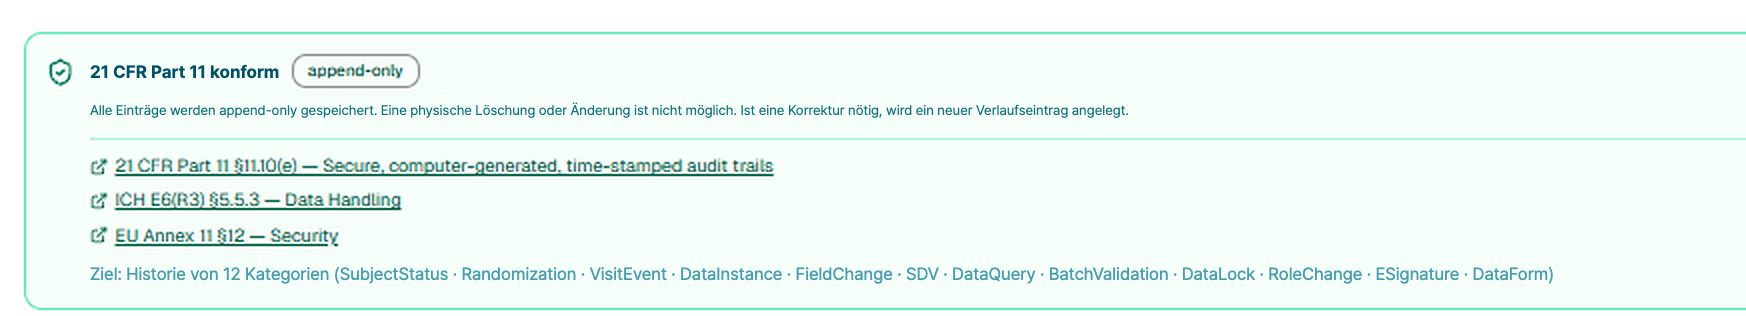 21 CFR Part 11 konform append-only
Alle Einträge werden append-only gespeichert. Eine physische Löschung oder Änderung ist nicht möglich. Ist eine Korrektur nötig, wird ein neuer Verlaufseintrag angelegt.
21 CFR Part 11 §11.10(e) — Secure, computer-generated, time-stamped audit trails
ICH E6(R3) §5.5.3 — Data Handling
EU Annex 11 §12 — Security
Ziel: Historie von 12 Kategorien (SubjectStatus · Randomization · VisitEvent · DataInstance · FieldChange · SDV · DataQuery · BatchValidation · DataLock · RoleChange · ESignature · DataForm)